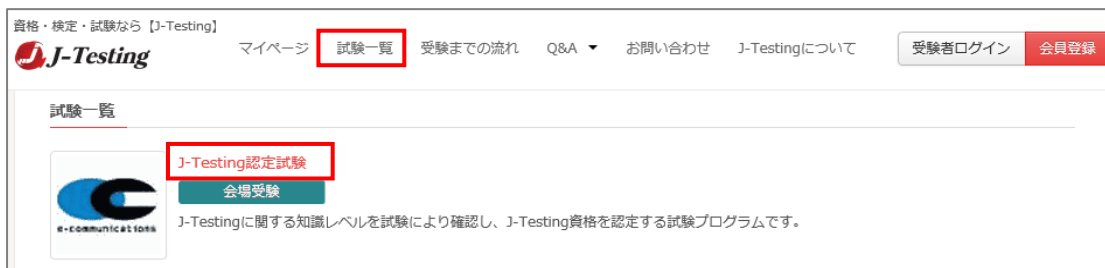 資格・検定・試験なら【J-Testing】
J-Testing
マイページ 試験一覧 受験までの流れ Q&A ▼ お問い合わせ J-Testingについて 受験者ログイン 会員登録
試験一覧
J-Testing認定試験
会場受験
J-Testingに関する知識レベルを試験により確認し、J-Testing資格を認定する試験プログラムです。
e-communications